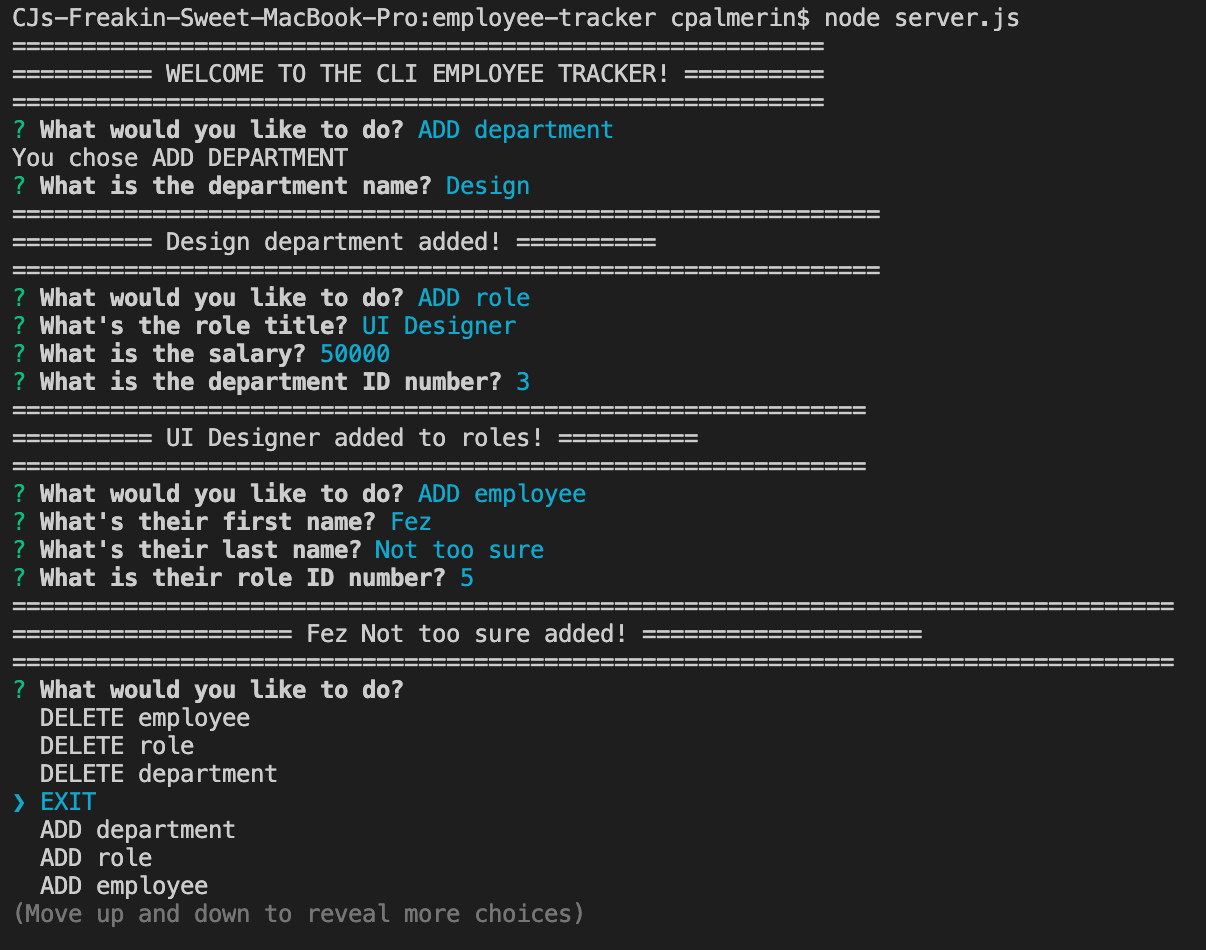 CJs-Freakin-Sweet-MacBook-Pro:employee-tracker cpalmerin$ node server.js
==========================================================
========== WELCOME TO THE CLI EMPLOYEE TRACKER! ==========
==========================================================
? What would you like to do? ADD department
You chose ADD DEPARTMENT
? What is the department name? Design
==============================================================
========== Design department added! ==========
==============================================================
? What would you like to do? ADD role
? What's the role title? UI Designer
? What is the salary? 50000
? What is the department ID number? 3
=============================================================
========== UI Designer added to roles! ==========
=============================================================
? What would you like to do? ADD employee
? What's their first name? Fez
? What's their last name? Not too sure
? What is their role ID number? 5
===================================================================================
==================== Fez Not too sure added! ====================
===================================================================================
? What would you like to do?
DELETE employee
DELETE role
DELETE department
❯ EXIT
ADD department
ADD role
ADD employee
(Move up and down to reveal more choices)